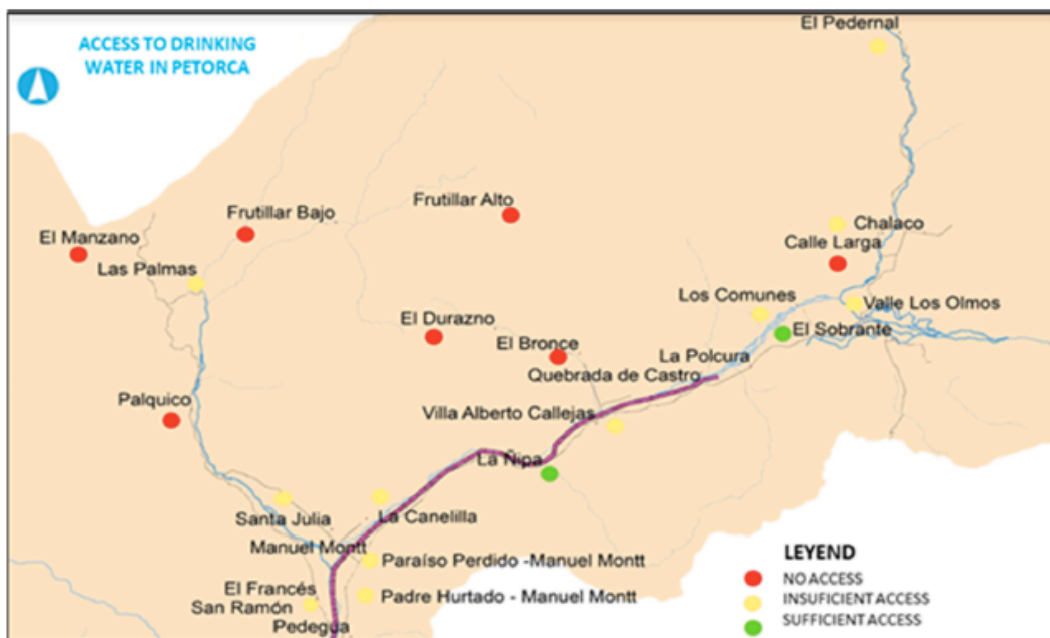 ACCESS TO DRINKING
WATER IN PETORCA
El Pedernal
Frutillar Alto
Frutillar Bajo
Chalaco
El Manzano
Calle Larga
Las Palmas
Los Comunes
Valle Los Olmos
El Durazno
El Sobrante
El Bronce
La Polcura
Quebrada de Castro
Palquico
Villa Alberto Callejas
La Ñipa
Santa Julia
La Canelilla
Manuel Montt
Paraíso Perdido -Manuel Montt
El Francés
Padre Hurtado - Manuel Montt
San Ramón
Pedegua
LEYEND
NO ACCESS
INSUFICIENT ACCESS
SUFFICIENT ACCESS